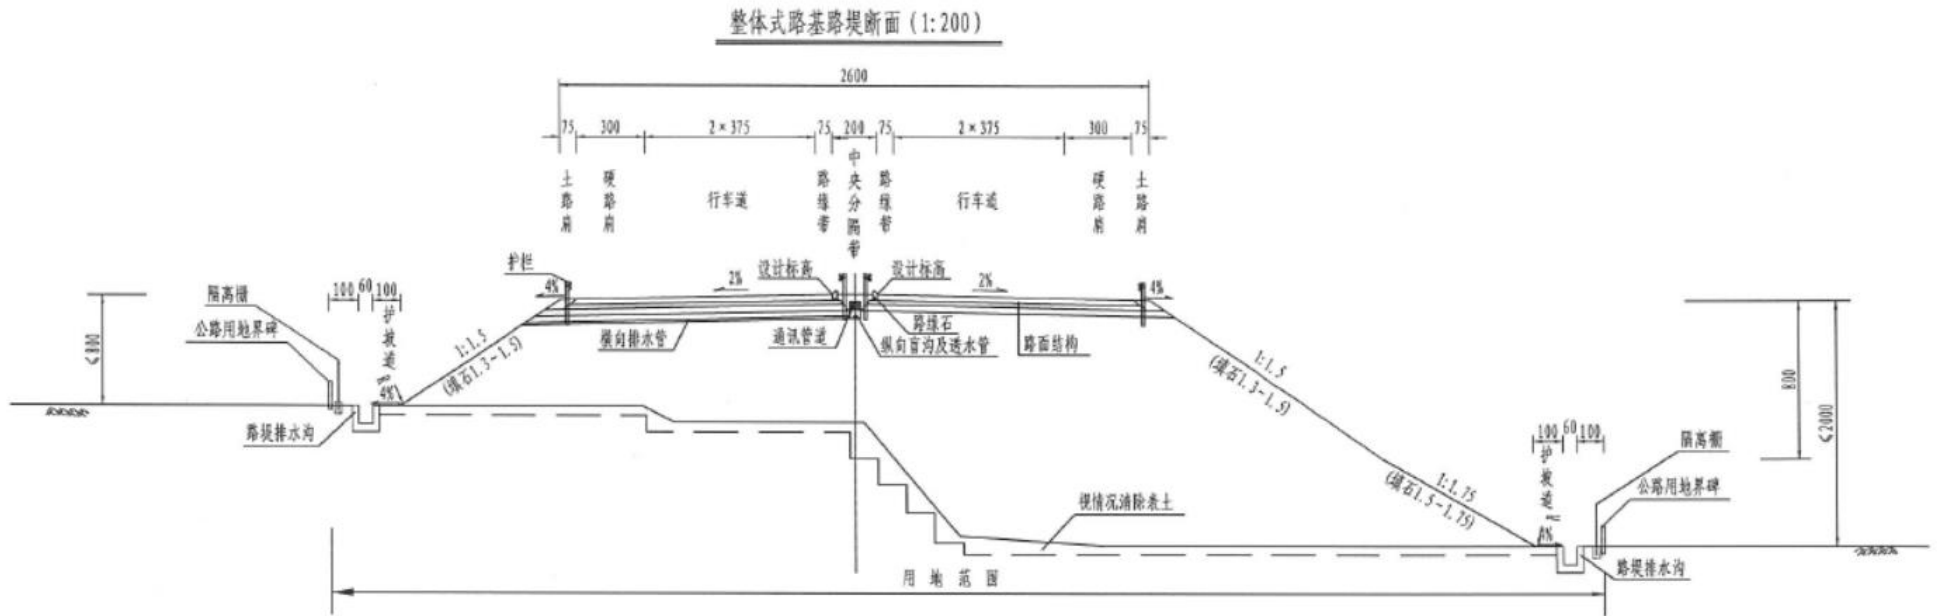 整体式路基路堤断面(1:200)
2600
75 300 2×375 75 200 75 2×375 300 75
土路肩
硬路肩
行车道
路缘带
中央分隔带
路缘带
行车道
硬路肩
土路肩
护栏
4%
2%
设计标高
设计标高
2%
4%
100 60 100
隔离栅
公路用地界碑
护坡道
≤800
1:1.5
(填石1.3~1.5)
4%
横向排水管
通讯管道
路缘石
纵向盲沟及透水管
路面结构
1:1.5
(填石1.3~1.5)
800
≤2000
路堤排水沟
100 60 100
隔离栅
护坡道
1:1.75
(填石1.5~1.75)
公路用地界碑
视情况清除表土
4%
路堤排水沟
用地范围